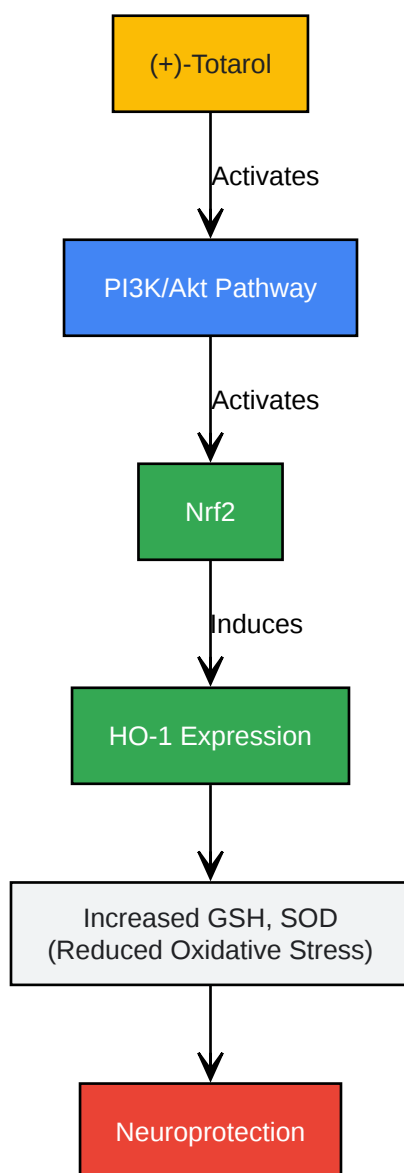 (+)-Totarol
Activates
PI3K/Akt Pathway
Activates
Nrf2
Induces
HO-1 Expression
Increased GSH, SOD
(Reduced Oxidative Stress)
Neuroprotection